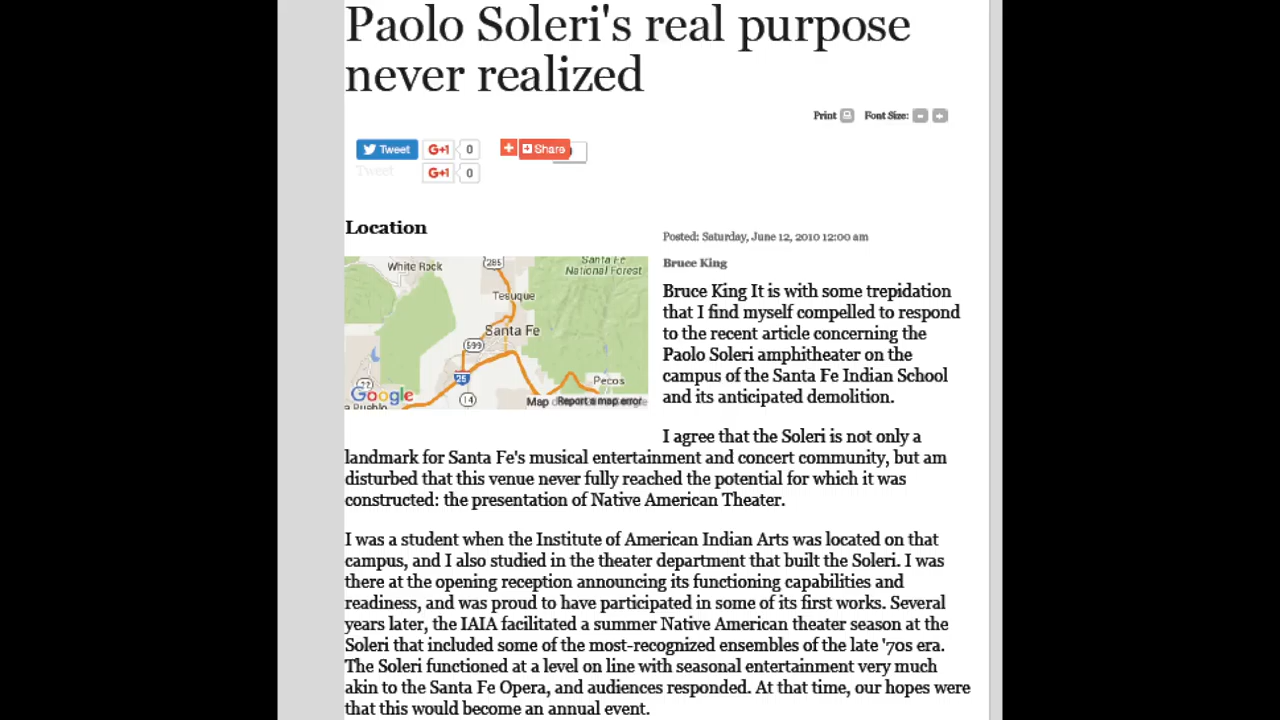 Paolo Soleri's real purpose
never realized
Print Font Size:
Tweet G+1 0 Share
Tweet G+1 0
Location
Posted: Saturday, June 12, 2010 12:00 am
Bruce King
White Rock
285
Santa Fe
National Forest
Tesuque
Santa Fe
599
25
Pecos
14
Google
a Pueblo
Map
Report a map error
Bruce King It is with some trepidation
that I find myself compelled to respond
to the recent article concerning the
Paolo Soleri amphitheater on the
campus of the Santa Fe Indian School
and its anticipated demolition.
I agree that the Soleri is not only a
landmark for Santa Fe's musical entertainment and concert community, but am
disturbed that this venue never fully reached the potential for which it was
constructed: the presentation of Native American Theater.
I was a student when the Institute of American Indian Arts was located on that
campus, and I also studied in the theater department that built the Soleri. I was
there at the opening reception announcing its functioning capabilities and
readiness, and was proud to have participated in some of its first works. Several
years later, the IAIA facilitated a summer Native American theater season at the
Soleri that included some of the most-recognized ensembles of the late '70s era.
The Soleri functioned at a level on line with seasonal entertainment very much
akin to the Santa Fe Opera, and audiences responded. At that time, our hopes were
that this would become an annual event.